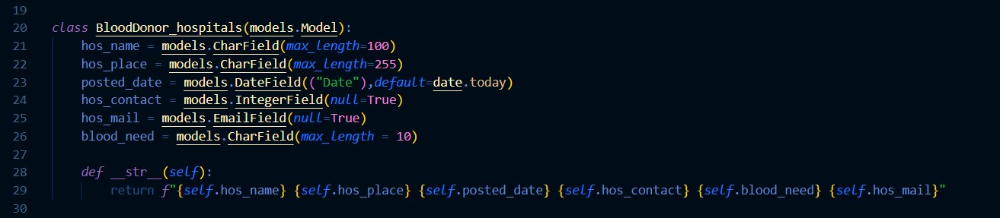 19
20 class BloodDonor_hospitals(models.Model):
21     hos_name = models.CharField(max_length=100)
22     hos_place = models.CharField(max_length=255)
23     posted_date = models.DateField(("Date"),default=date.today)
24     hos_contact = models.IntegerField(null=True)
25     hos_mail = models.EmailField(null=True)
26     blood_need = models.CharField(max_length = 10)
27
28     def __str__(self):
29         return f"{self.hos_name} {self.hos_place} {self.posted_date} {self.hos_contact} {self.blood_need} {self.hos_mail}"
30